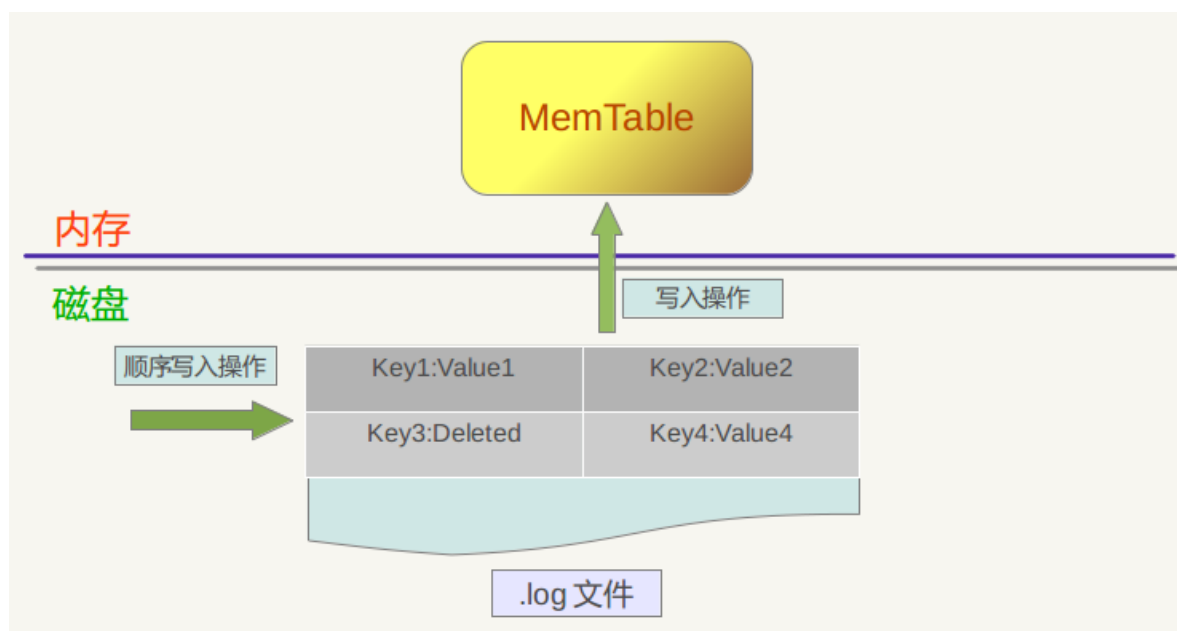 MemTable
内存
磁盘
写入操作
顺序写入操作
Key1:Value1
Key2:Value2
Key3:Deleted
Key4:Value4
.log 文件